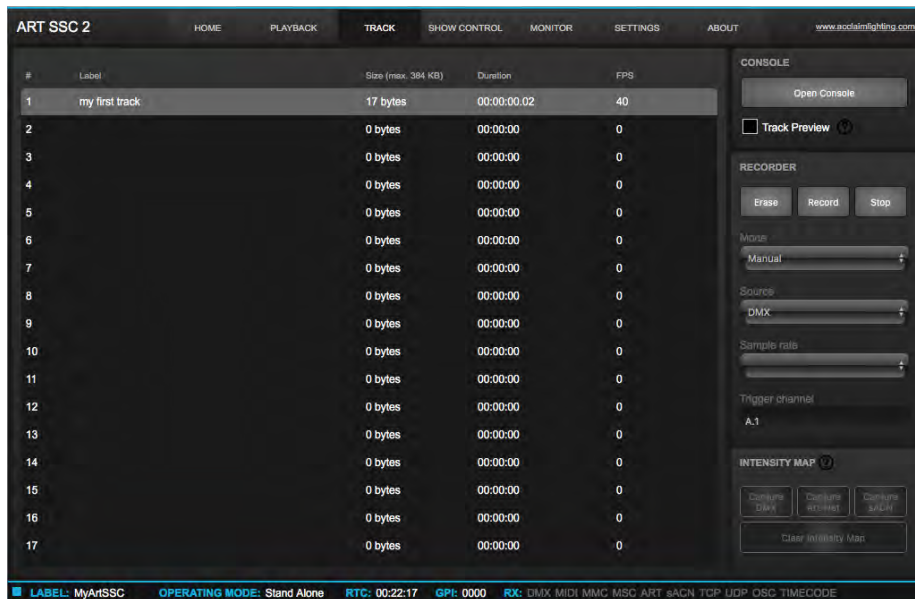 ART SSC 2 HOME PLAYBACK TRACK SHOW CONTROL MONITOR SETTINGS ABOUT www.acclaimlighting.com
# Label Size (max. 384 KB) Duration FPS
1 my first track 17 bytes 00:00:00.02 40
2 0 bytes 00:00:00 0
3 0 bytes 00:00:00 0
4 0 bytes 00:00:00 0
5 0 bytes 00:00:00 0
6 0 bytes 00:00:00 0
7 0 bytes 00:00:00 0
8 0 bytes 00:00:00 0
9 0 bytes 00:00:00 0
10 0 bytes 00:00:00 0
11 0 bytes 00:00:00 0
12 0 bytes 00:00:00 0
13 0 bytes 00:00:00 0
14 0 bytes 00:00:00 0
15 0 bytes 00:00:00 0
16 0 bytes 00:00:00 0
17 0 bytes 00:00:00 0
CONSOLE
Open Console
Track Preview ?
RECORDER
Erase Record Stop
Mode
Manual
Source
DMX
Sample rate
Trigger channel
A.1
INTENSITY MAP ?
Capture DMX Capture Art-Net Capture sACN
Clear Intensity Map
LABEL: MyArtSSC OPERATING MODE: Stand Alone RTC: 00:22:17 GPI: 0000 RX: DMX MIDI MMC MSC ART sACN TCP UDP OSC TIMECODE